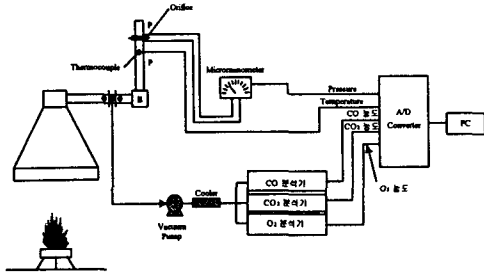 Orifice
P
P
Thermocouple
Micromanometer
Pressure
Temperature
CO 농도
CO₂ 농도
A/D
Converter
PC
B
Cooler
Vacuum
Pump
CO 분석기
CO₂ 분석기
O₂ 분석기
O₂ 농도